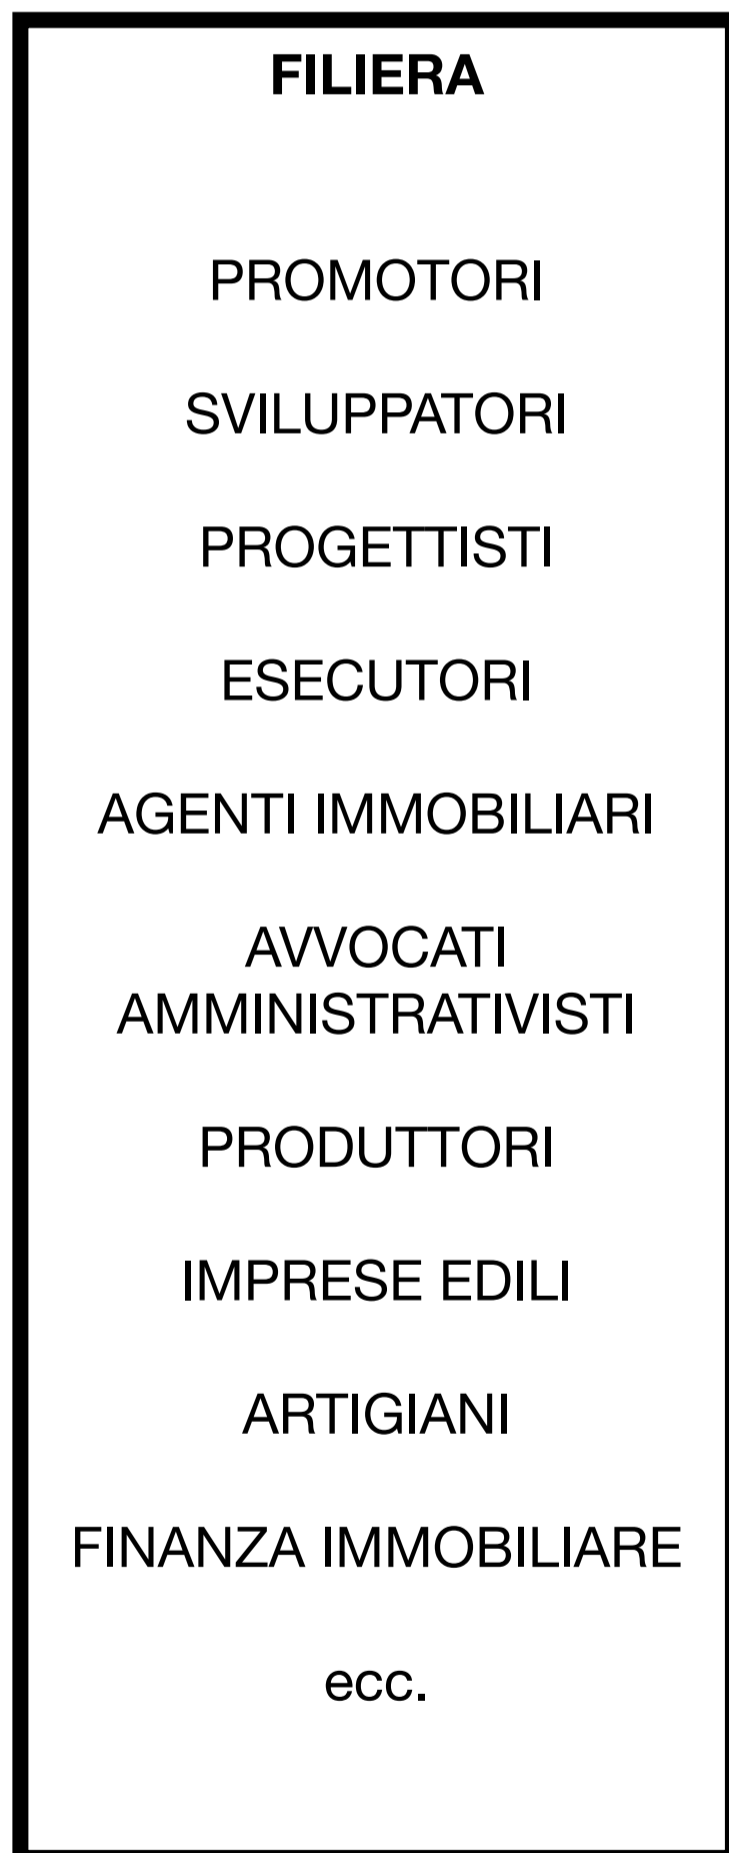 FILIERA
PROMOTORI
SVILUPPATORI
PROGETTISTI
ESECUTORI
AGENTI IMMOBILIARI
AVVOCATI
AMMINISTRATIVISTI
PRODUTTORI
IMPRESE EDILI
ARTIGIANI
FINANZA IMMOBILIARE
ecc.